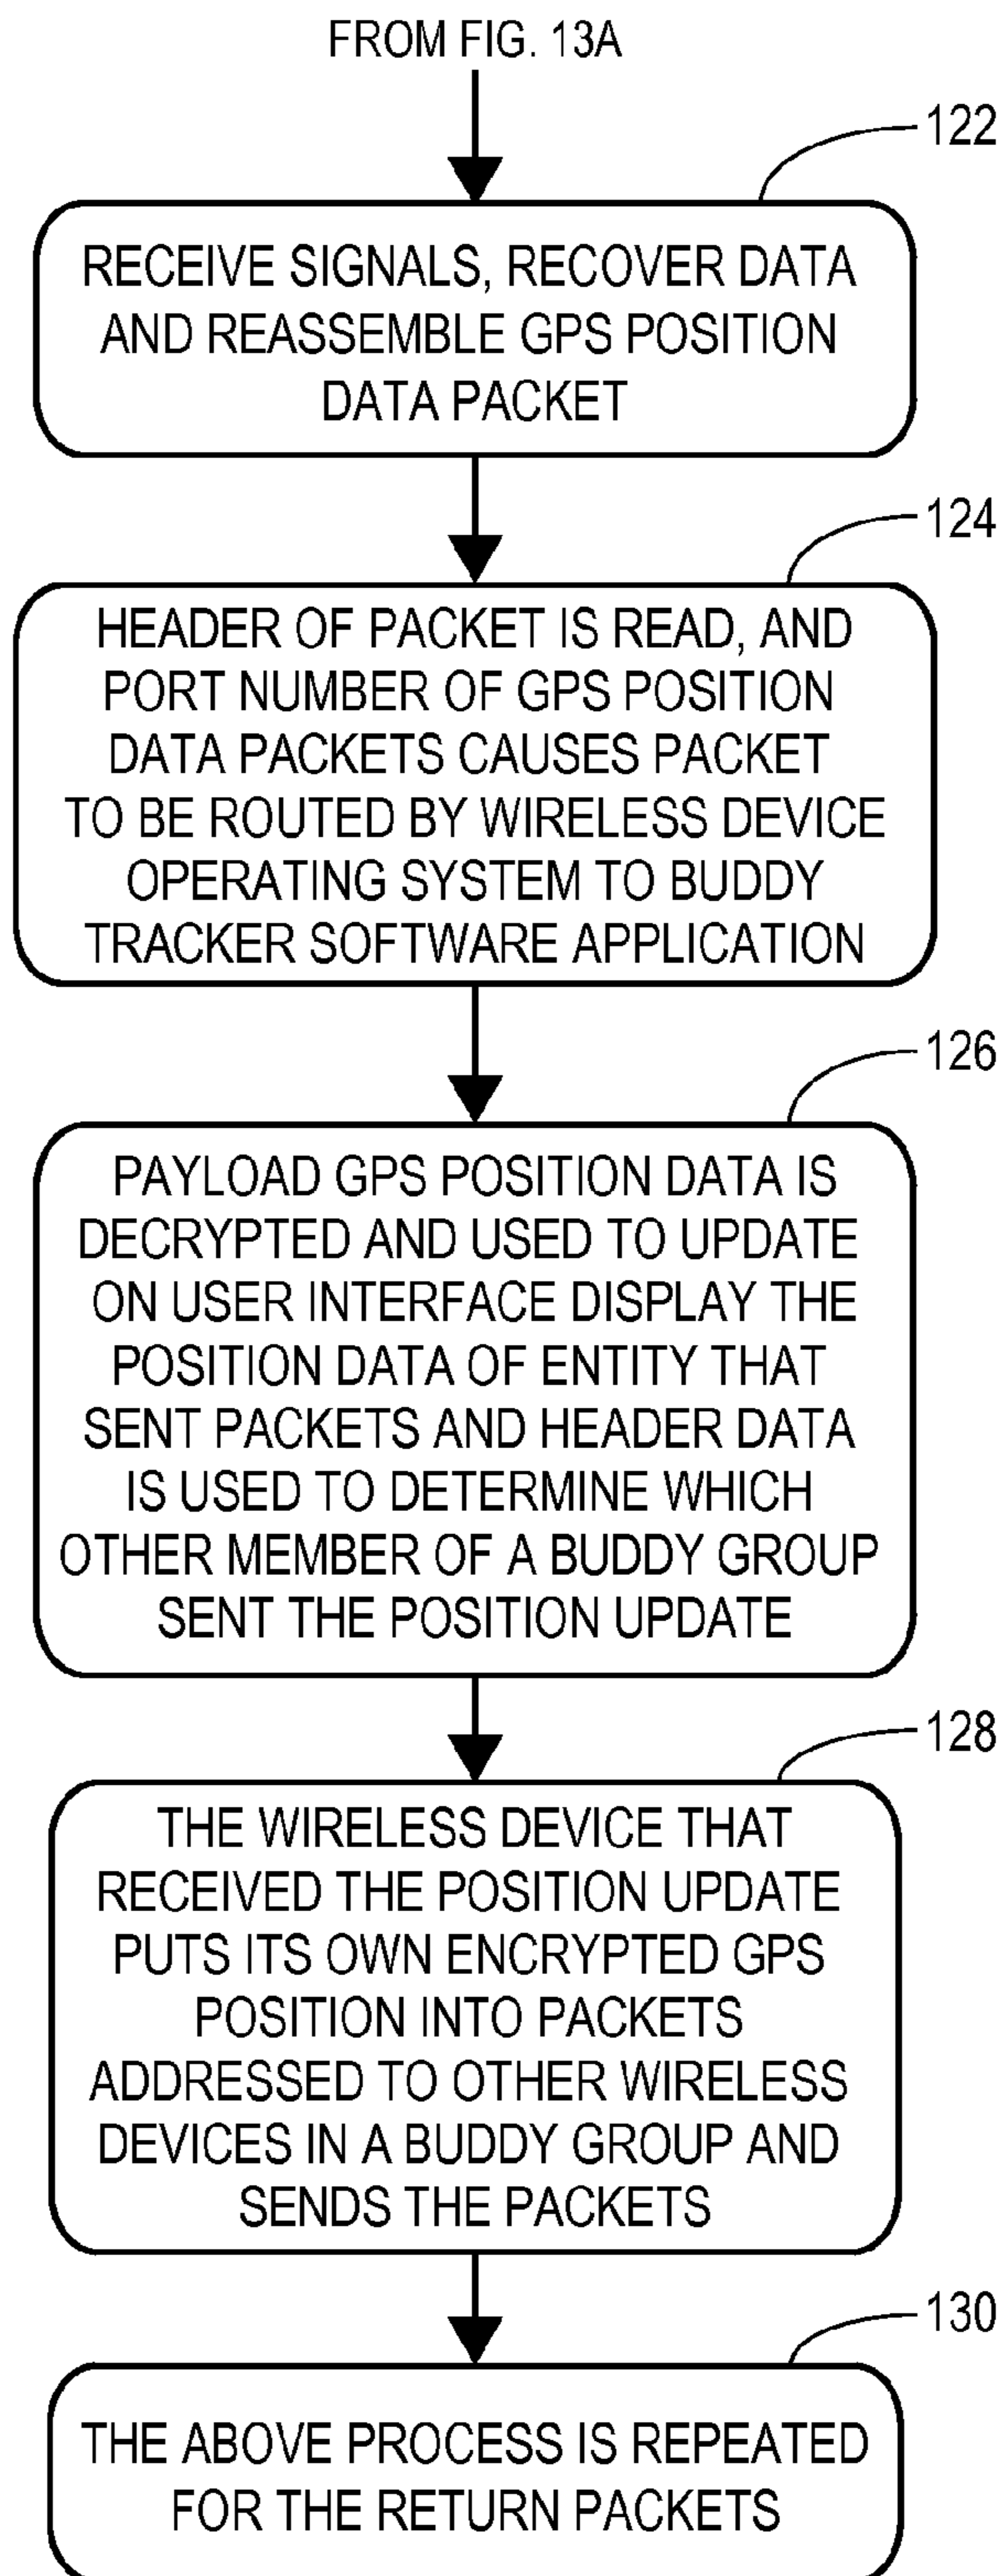 FROM FIG. 13A
122
RECEIVE SIGNALS, RECOVER DATA
AND REASSEMBLE GPS POSITION
DATA PACKET
124
HEADER OF PACKET IS READ, AND
PORT NUMBER OF GPS POSITION
DATA PACKETS CAUSES PACKET
TO BE ROUTED BY WIRELESS DEVICE
OPERATING SYSTEM TO BUDDY
TRACKER SOFTWARE APPLICATION
126
PAYLOAD GPS POSITION DATA IS
DECRYPTED AND USED TO UPDATE
ON USER INTERFACE DISPLAY THE
POSITION DATA OF ENTITY THAT
SENT PACKETS AND HEADER DATA
IS USED TO DETERMINE WHICH
OTHER MEMBER OF A BUDDY GROUP
SENT THE POSITION UPDATE
128
THE WIRELESS DEVICE THAT
RECEIVED THE POSITION UPDATE
PUTS ITS OWN ENCRYPTED GPS
POSITION INTO PACKETS
ADDRESSED TO OTHER WIRELESS
DEVICES IN A BUDDY GROUP AND
SENDS THE PACKETS
130
THE ABOVE PROCESS IS REPEATED
FOR THE RETURN PACKETS